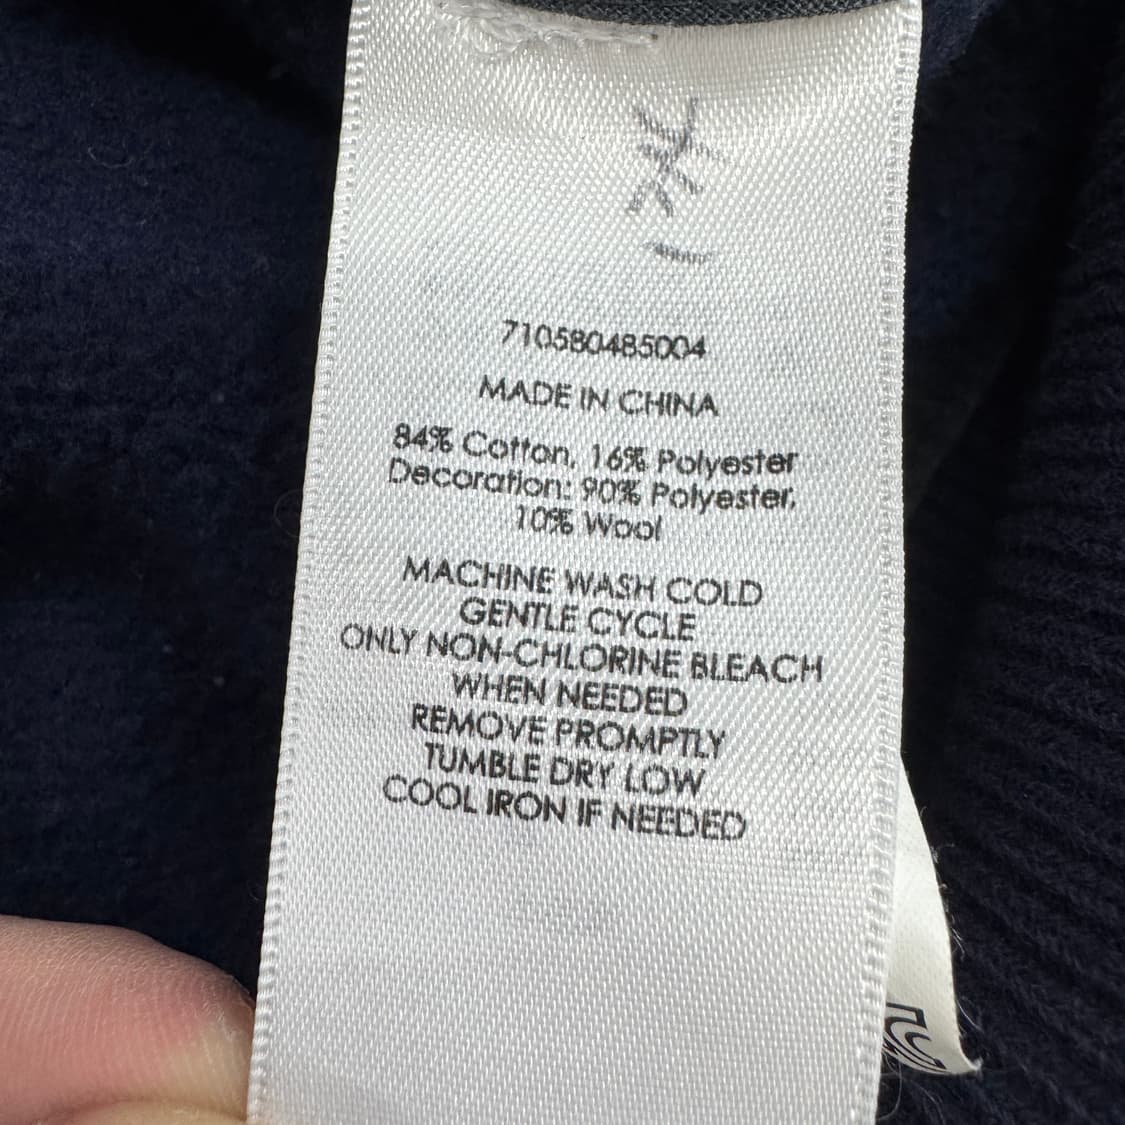 710580485004
MADE IN CHINA
84% Cotton, 16% Polyester
Decoration: 90% Polyester,
10% Wool
MACHINE WASH COLD
GENTLE CYCLE
ONLY NON-CHLORINE BLEACH
WHEN NEEDED
REMOVE PROMPTLY
TUMBLE DRY LOW
COOL IRON IF NEEDED